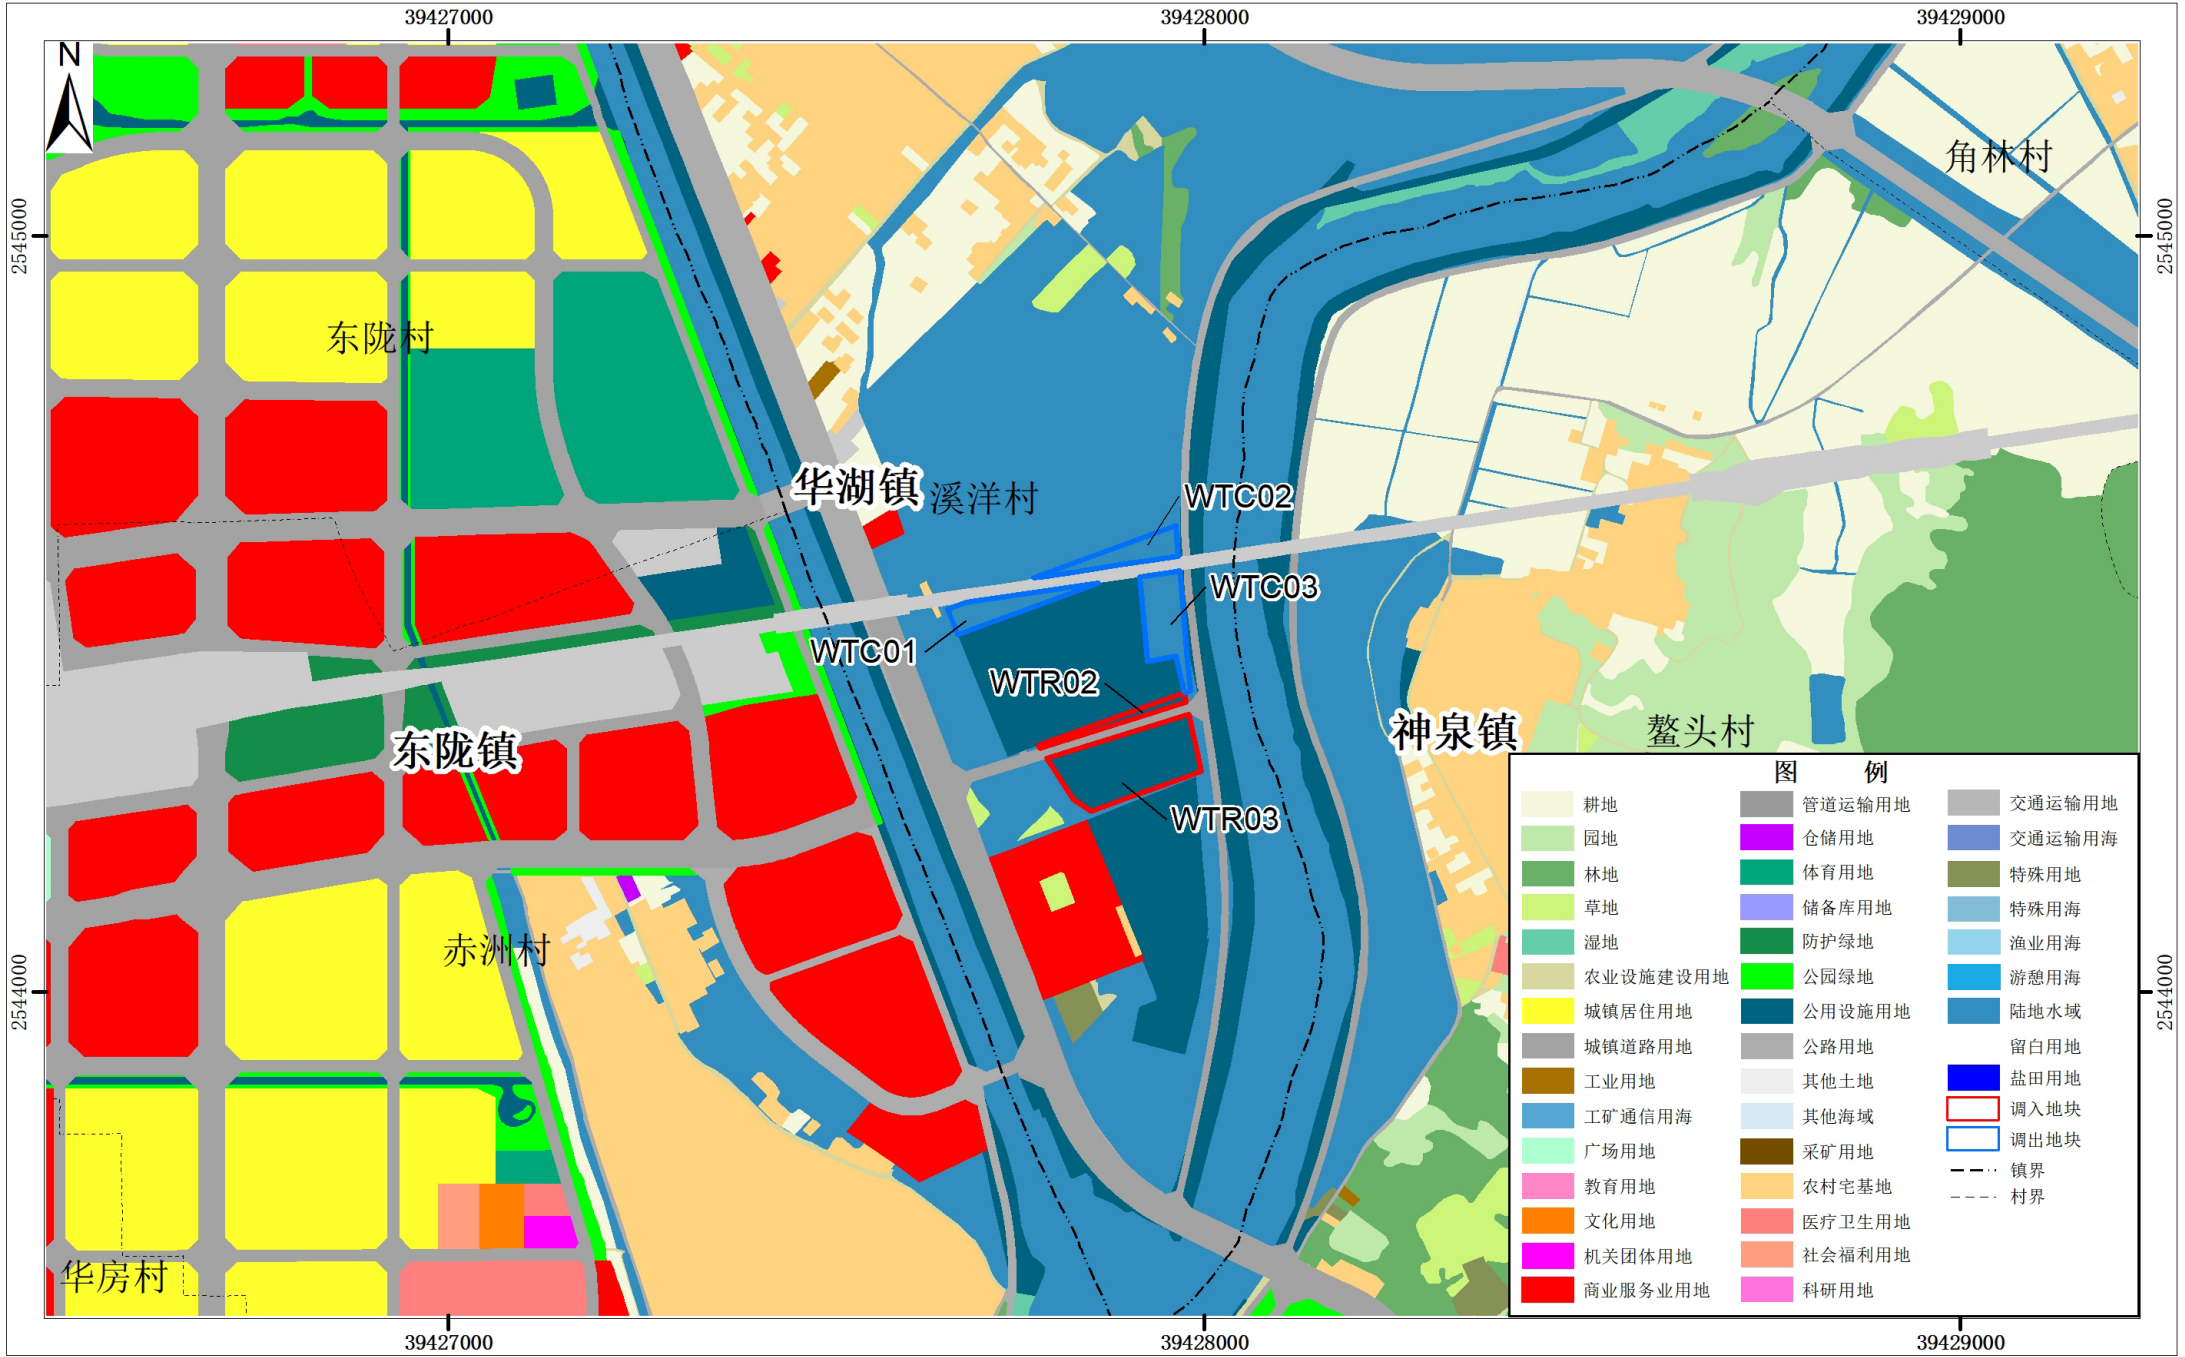 39427000 39428000 39429000
N
角林村
2545000 2545000
东陇村
华湖镇 溪洋村
WTC02
WTC03
WTC01
WTR02
东陇镇
神泉镇
鳌头村
WTR03
赤洲村
2544000 2544000
华房村
图 例
耕地 管道运输用地 交通运输用地
园地 仓储用地 交通运输用海
林地 体育用地 特殊用地
草地 储备库用地 特殊用海
湿地 防护绿地 渔业用海
农业设施建设用地 公园绿地 游憩用海
城镇居住用地 公用设施用地 陆地水域
城镇道路用地 公路用地 留白用地
工业用地 其他土地 盐田用地
工矿通信用海 其他海域 调入地块
广场用地 采矿用地 调出地块
教育用地 农村宅基地 镇界
文化用地 医疗卫生用地 村界
机关团体用地 社会福利用地
商业服务业用地 科研用地
39427000 39428000 39429000